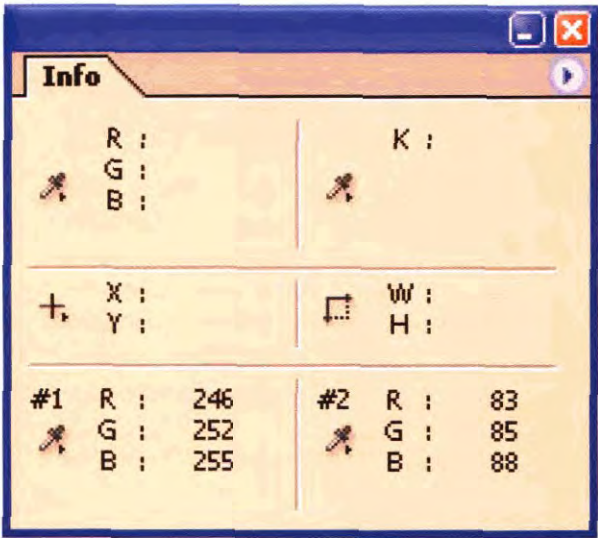 Info
R :
G :
B :
K :
X :
Y :
W :
H :
#1 R : 246
G : 252
B : 255
#2 R : 83
G : 85
B : 88